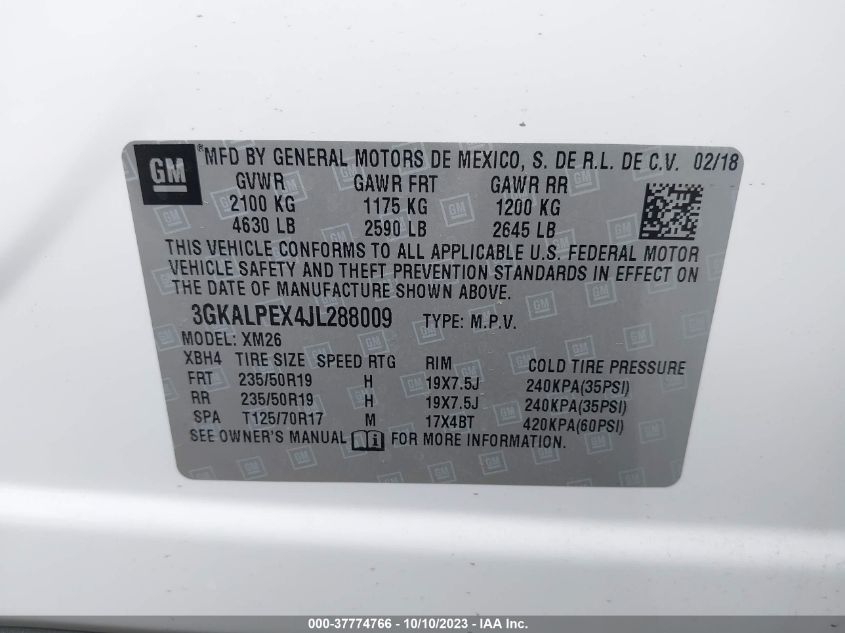 GM ® MFD BY GENERAL MOTORS DE MEXICO, S. DE R.L. DE C.V. 02/18
GVWR GAWR FRT GAWR RR
2100 KG 1175 KG 1200 KG
4630 LB 2590 LB 2645 LB
THIS VEHICLE CONFORMS TO ALL APPLICABLE U.S. FEDERAL MOTOR
VEHICLE SAFETY AND THEFT PREVENTION STANDARDS IN EFFECT ON
THE DATE OF MANUFACTURE SHOWN ABOVE.
3GKALPEX4JL288009 TYPE: M.P.V.
MODEL: XM26
XBH4 TIRE SIZE SPEED RTG RIM COLD TIRE PRESSURE
FRT 235/50R19 H 19X7.5J 240KPA(35PSI)
RR 235/50R19 H 19X7.5J 240KPA(35PSI)
SPA T125/70R17 M 17X4BT 420KPA(60PSI)
SEE OWNER'S MANUAL FOR MORE INFORMATION.
000-37774766 - 10/10/2023 - IAA Inc.